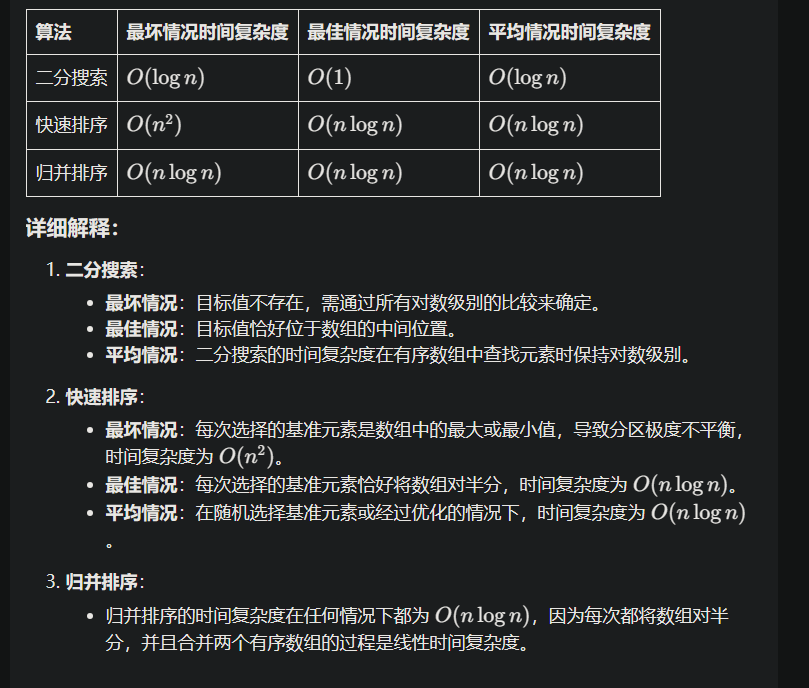 算法 最坏情况时间复杂度 最佳情况时间复杂度 平均情况时间复杂度
二分搜索 O(log n) O(1) O(log n)
快速排序 O(n²) O(n log n) O(n log n)
归并排序 O(n log n) O(n log n) O(n log n)
详细解释：
1. 二分搜索：
• 最坏情况：目标值不存在，需通过所有对数级别的比较来确定。
• 最佳情况：目标值恰好位于数组的中间位置。
• 平均情况：二分搜索的时间复杂度在有序数组中查找元素时保持对数级别。
2. 快速排序：
• 最坏情况：每次选择的基准元素是数组中的最大或最小值，导致分区极度不平衡，
时间复杂度为 O(n²)。
• 最佳情况：每次选择的基准元素恰好将数组对半分，时间复杂度为 O(n log n)。
• 平均情况：在随机选择基准元素或经过优化的情况下，时间复杂度为 O(n log n)
。
3. 归并排序：
• 归并排序的时间复杂度在任何情况下都为 O(n log n)，因为每次都将数组对半
分，并且合并两个有序数组的过程是线性时间复杂度。